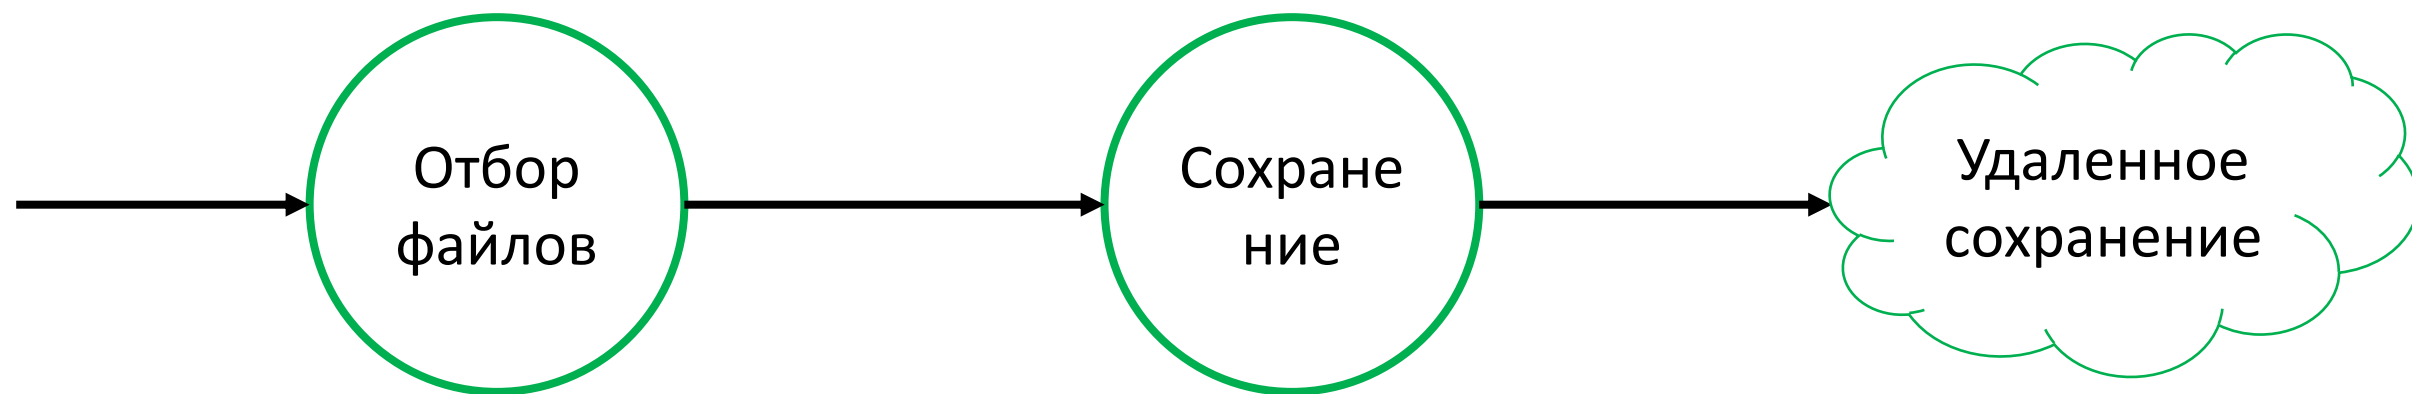 Отбор
файлов
Сохране
ние
Удаленное
сохранение